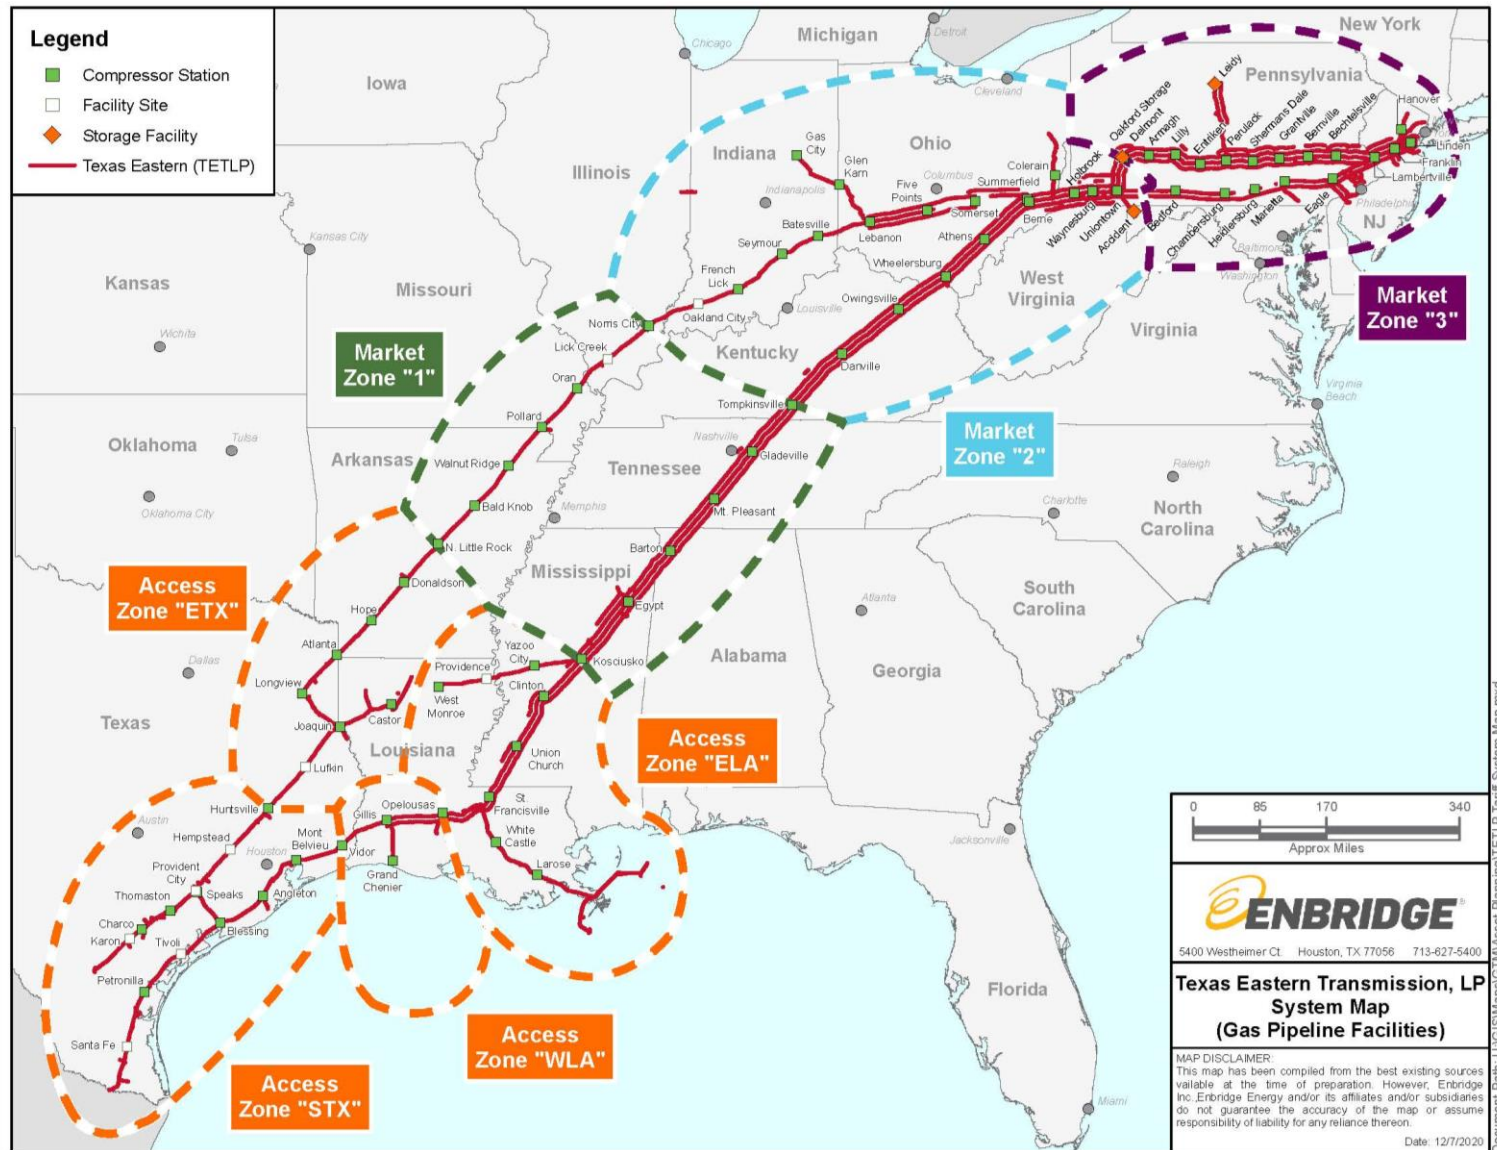 Legend
Compressor Station
Facility Site
Storage Facility
Texas Eastern (TETLP)
Iowa
Chicago
Michigan
Detroit
New York
Cleveland
Pennsylvania
Leidy
Hanover
Oakford Storage
Delmont
Armagh
Lily
Entriken
Perulack
Shermans Dale
Grantville
Bernville
Bechtelsville
Linden
Franklin
Lambertville
Philadelphia
NJ
Ohio
Indiana
Illinois
Gas
City
Glen
Karn
Indianapolis
Five
Points
Columbus
Colerain
Summerfield
Holbrook
Somerset
Berne
Waynesburg
Uniontown
Accident
Bedford
Chambersburg
Heidlersburg
Marietta
Eagle
Baltimore
Washington
Batesville
Lebanon
Athens
Seymour
Wheelersburg
French
Lick
West
Virginia
Owingsville
Oakland City
Louisville
Norris City
Lick Creek
Kentucky
Danville
Virginia
Virginia
Beach
Kansas City
Kansas
Missouri
Wichita
Market
Zone "1"
Market
Zone "3"
Market
Zone "2"
Oran
Pollard
Tompkinsville
Nashville
Gladeville
Tennessee
Oklahoma
Tulsa
Oklahoma City
Arkansas
Walnut Ridge
Bald Knob
Memphis
Mt. Pleasant
Raleigh
Charlotte
North
Carolina
N. Little Rock
Barton
Mississippi
Donaldson
Egypt
South
Carolina
Access
Zone "ETX"
Hope
Atlanta
Atlanta
Dallas
Yazoo
City
Kosciusko
Alabama
Georgia
Providence
Clinton
West
Monroe
Longview
Castor
Joaquin
Texas
Louisiana
Union
Church
Access
Zone "ELA"
Lufkin
Huntsville
Gillis
Opelousas
St.
Francisville
Austin
Hempstead
Houston
Mont
Belvieu
Vidor
White
Castle
Larose
Grand
Chenier
Jacksonville
Provident
City
Thomaston
Speaks
Angleton
Charco
Karon
Tivoli
Blessing
Petronilla
Santa Fe
Florida
Miami
Access
Zone "WLA"
Access
Zone "STX"
0 85 170 340
Approx Miles
ENBRIDGE®
5400 Westheimer Ct. Houston, TX 77056 713-627-5400
Texas Eastern Transmission, LP
System Map
(Gas Pipeline Facilities)
MAP DISCLAIMER:
This map has been compiled from the best existing sources
vailable at the time of preparation. However, Enbridge
Inc.,Enbridge Energy and/or its affiliates and/or subsidiaries
do not guarantee the accuracy of the map or assume
responsibility of liability for any reliance thereon.
Date: 12/7/2020